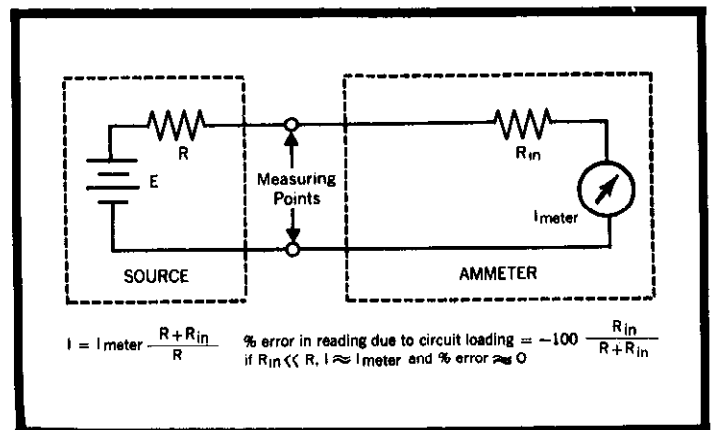 R
E
Measuring
Points
Rin
Imeter
SOURCE
AMMETER
I = Imeter R+Rin / R
% error in reading due to circuit loading = −100 Rin / R+Rin
if Rin << R, I ≈ Imeter and % error ≈ O